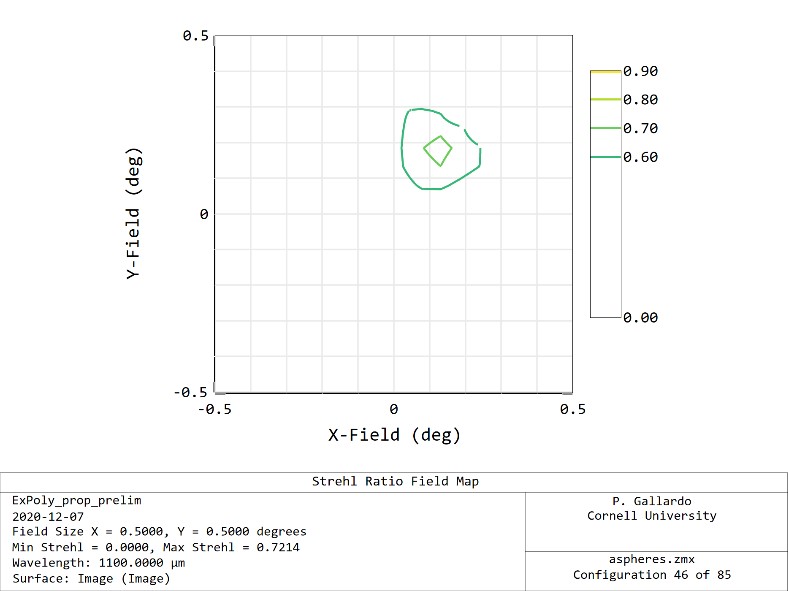 0.5
0
-0.5
Y-Field (deg)
-0.5
0
0.5
X-Field (deg)
0.90
0.80
0.70
0.60
0.00
Strehl Ratio Field Map
ExPoly_prop_prelim
2020-12-07
Field Size X = 0.5000, Y = 0.5000 degrees
Min Strehl = 0.0000, Max Strehl = 0.7214
Wavelength: 1100.0000 µm
Surface: Image (Image)
P. Gallardo
Cornell University
aspheres.zmx
Configuration 46 of 85